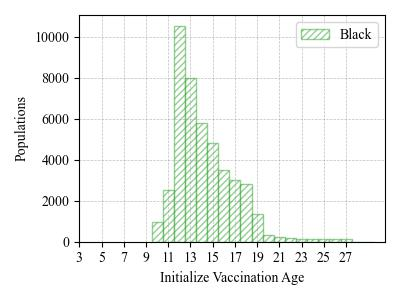 Black
10000
8000
6000
4000
2000
0
Populations
3 5 7 9 11 13 15 17 19 21 23 25 27
Initialize Vaccination Age